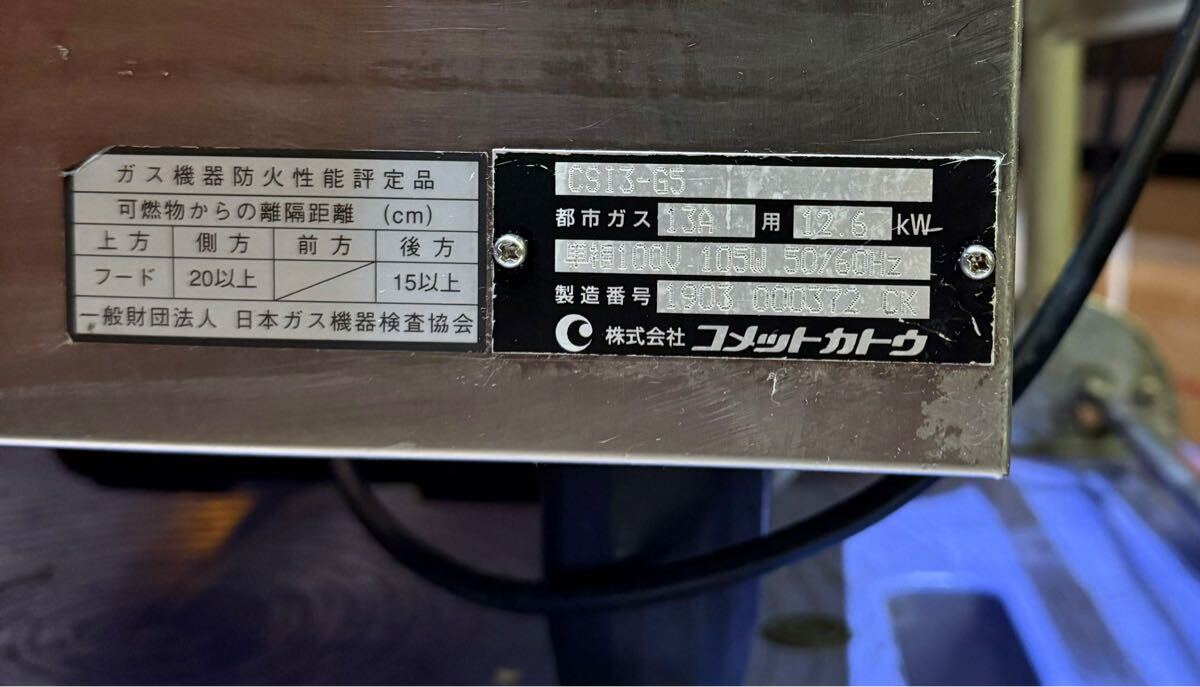 ガス機器防火性能評定品
可燃物からの離隔距離 (cm)
上方 側方 前方 後方
フード 20以上 15以上
一般財団法人 日本ガス機器検査協会
CSI3-G5
都市ガス 13A 用 12.6 kW
単相100V 105W 50/60Hz
製造番号 1903 000372 CK
株式会社 コメットカトウ